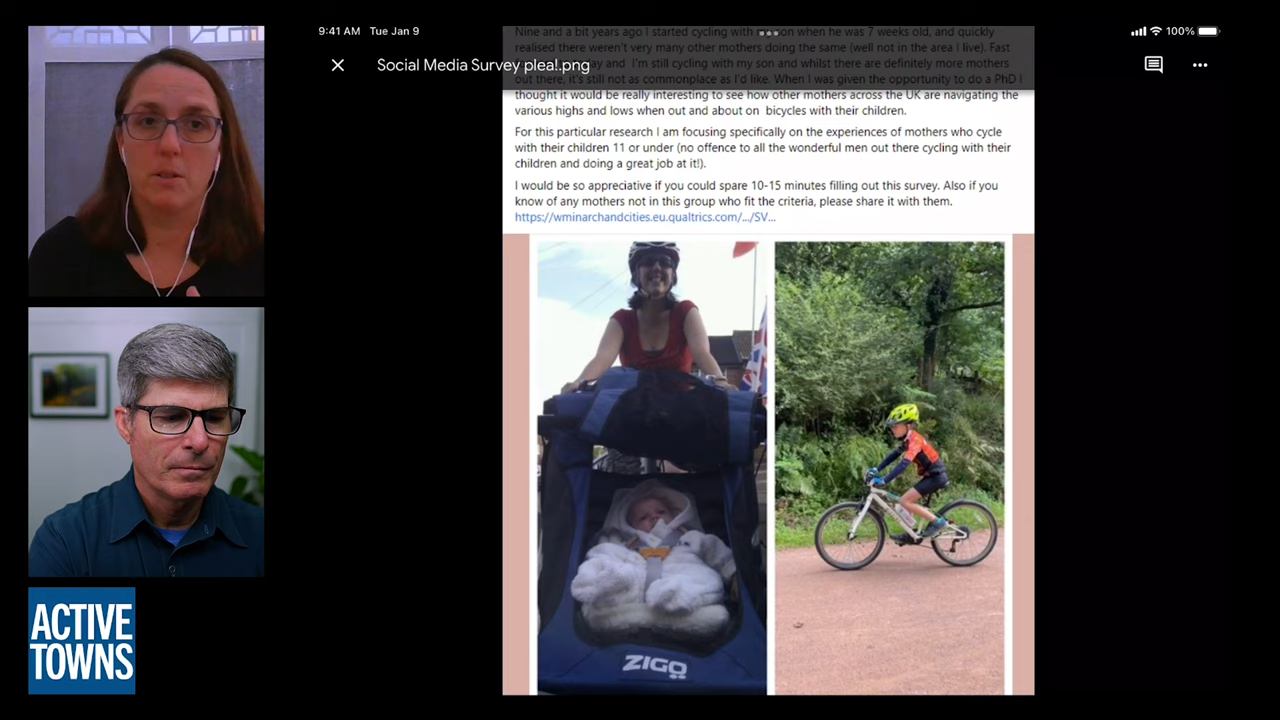 9:41 AM Tue Jan 9
100%
Social Media Survey plea!.png
Nine and a bit years ago I started cycling with on when he was 7 weeks old, and quickly
realised there weren't very many other mothers doing the same (well not in the area I live). Fast
ay and I'm still cycling with my son and whilst there are definitely more mothers
out there, it's still not as commonplace as I'd like. When I was given the opportunity to do a PhD I
thought it would be really interesting to see how other mothers across the UK are navigating the
various highs and lows when out and about on bicycles with their children.
For this particular research I am focusing specifically on the experiences of mothers who cycle
with their children 11 or under (no offence to all the wonderful men out there cycling with their
children and doing a great job at it!).
I would be so appreciative if you could spare 10-15 minutes filling out this survey. Also if you
know of any mothers not in this group who fit the criteria, please share it with them.
https://wminarchandcities.eu.qualtrics.com/.../SV...
ZIGO
ACTIVE
TOWNS